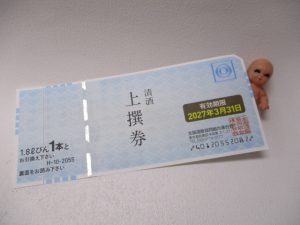 清酒
上撰券
1.8ℓびん1本と
お引換え下さい
H-10-2055
裏面をお読み下さい
有効期限
2027年3月31日